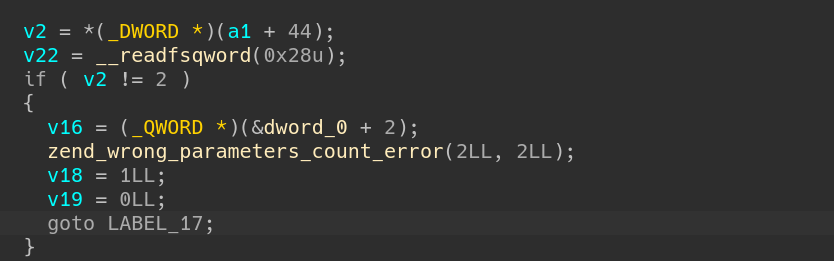 v2 = *(_DWORD *)(a1 + 44);
v22 = __readfsqword(0x28u);
if ( v2 != 2 )
{
  v16 = (_QWORD *)(&dword_0 + 2);
  zend_wrong_parameters_count_error(2LL, 2LL);
  v18 = 1LL;
  v19 = 0LL;
  goto LABEL_17;
}